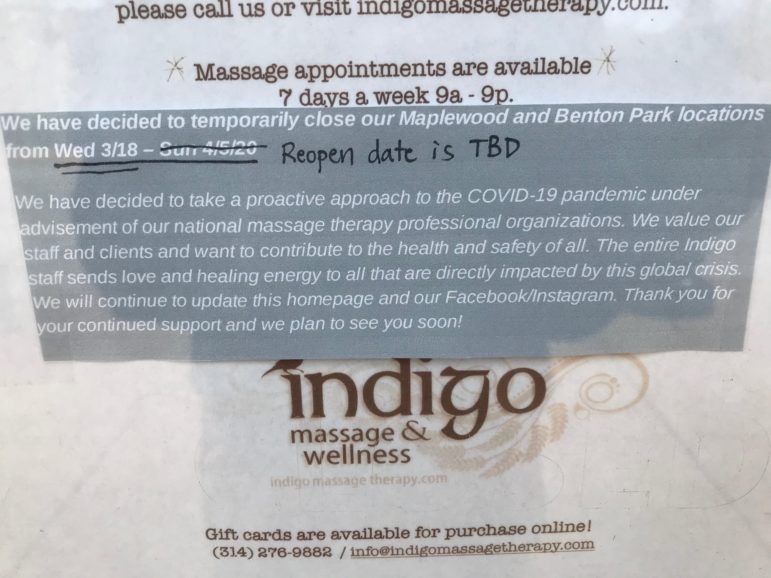 please call us or visit indigomassagetherapy.com.
Massage appointments are available
7 days a week 9a - 9p.
We have decided to temporarily close our Maplewood and Benton Park locations
from Wed 3/18 – Sun 4/5/20 Reopen date is TBD
We have decided to take a proactive approach to the COVID-19 pandemic under
advisement of our national massage therapy professional organizations. We value our
staff and clients and want to contribute to the health and safety of all. The entire Indigo
staff sends love and healing energy to all that are directly impacted by this global crisis.
We will continue to update this homepage and our Facebook/Instagram. Thank you for
your continued support and we plan to see you soon!
indigo
massage &
wellness
indigo massage therapy.com
Gift cards are available for purchase online!
(314) 276-9882 / info@indigomassagetherapy.com